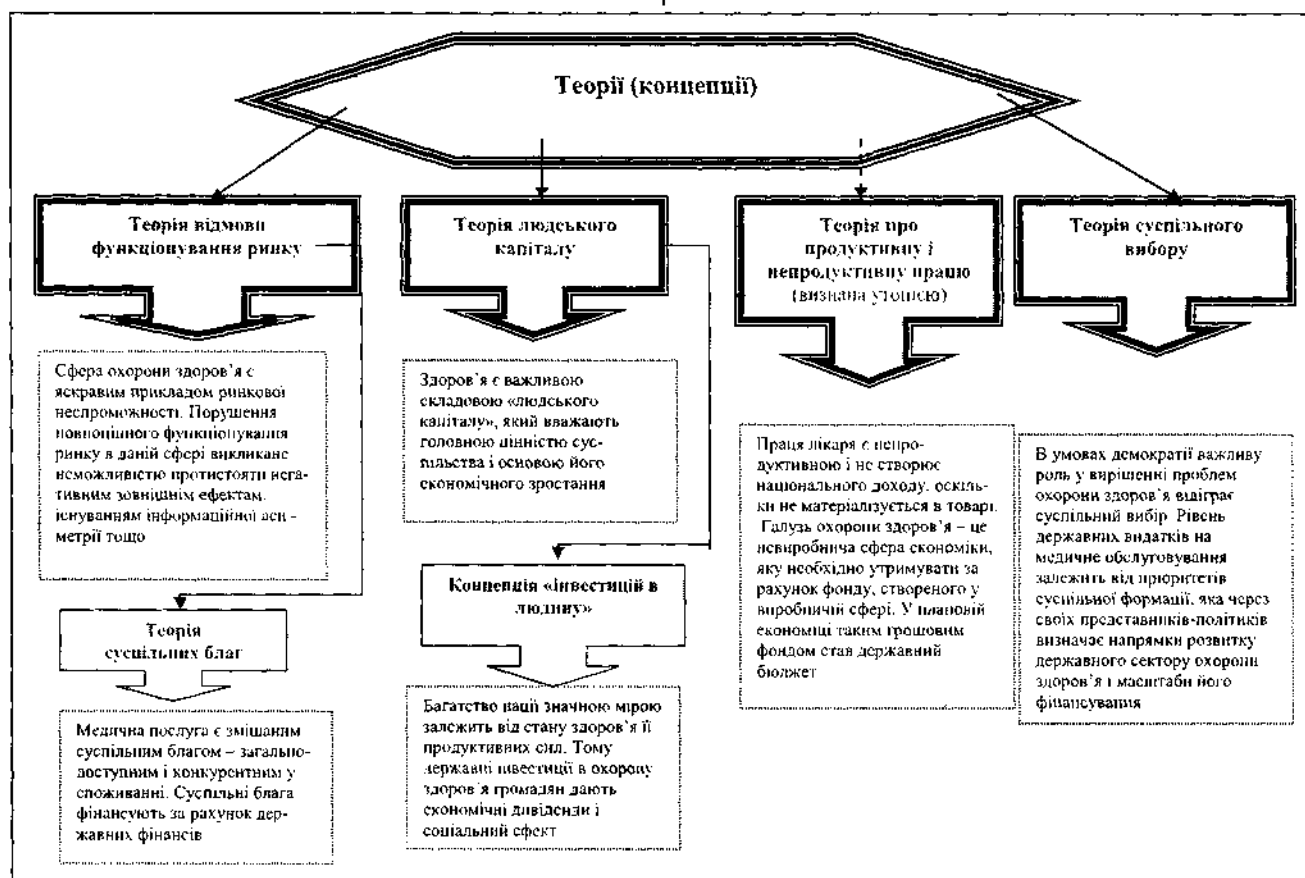 Теорії (концепції)
Теорія відмови
функціонування ринку
Сфера охорони здоров’я є
яскравим прикладом ринкової
неспроможності. Порушення
повноцінного функціонування
ринку в даній сфері викликане
неможливістю протистояти нега-
тивним зовнішнім ефектам,
існуванням інформаційної аси-
метрії тощо
Теорія
суспільних благ
Медична послуга є змішаним
суспільним благом – загально-
доступним і конкурентним у
споживанні. Суспільні блага
фінансують за рахунок дер-
жавних фінансів
Теорія людського
капіталу
Здоров’я є важливою
складовою «людського
капіталу», який вважають
головною цінністю сус-
пільства і основою його
економічного зростання
Концепція «інвестицій в
людину»
Багатство нації значною мірою
залежить від стану здоров’я її
продуктивних сил. Тому
державні інвестиції в охорону
здоров’я громадян дають
економічні дивіденди і
соціальний ефект
Теорія про
продуктивну і
непродуктивну працю
(визнана утопією)
Праця лікаря є непро-
дуктивною і не створює
національного доходу, оскіль-
ки не матеріалізується в товарі.
Галузь охорони здоров’я – це
невиробнича сфера економіки,
яку необхідно утримувати за
рахунок фонду, створеного у
виробничій сфері. У плановій
економіці таким грошовим
фондом став державний
бюджет
Теорія суспільного
вибору
В умовах демократії важливу
роль у вирішенні проблем
охорони здоров’я відіграє
суспільний вибір. Рівень
державних видатків на
медичне обслуговування
залежить від пріоритетів
суспільної формації, яка через
своїх представників-політиків
визначає напрямки розвитку
державного сектору охорони
здоров’я і масштаби його
фінансування